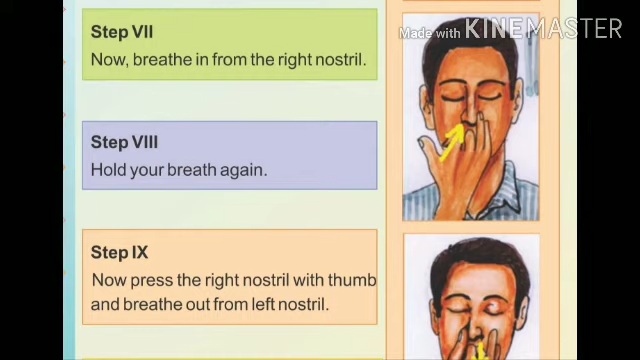 Made with KINEMASTER
Step VII
Now, breathe in from the right nostril.
Step VIII
Hold your breath again.
Step IX
Now press the right nostril with thumb
and breathe out from left nostril.